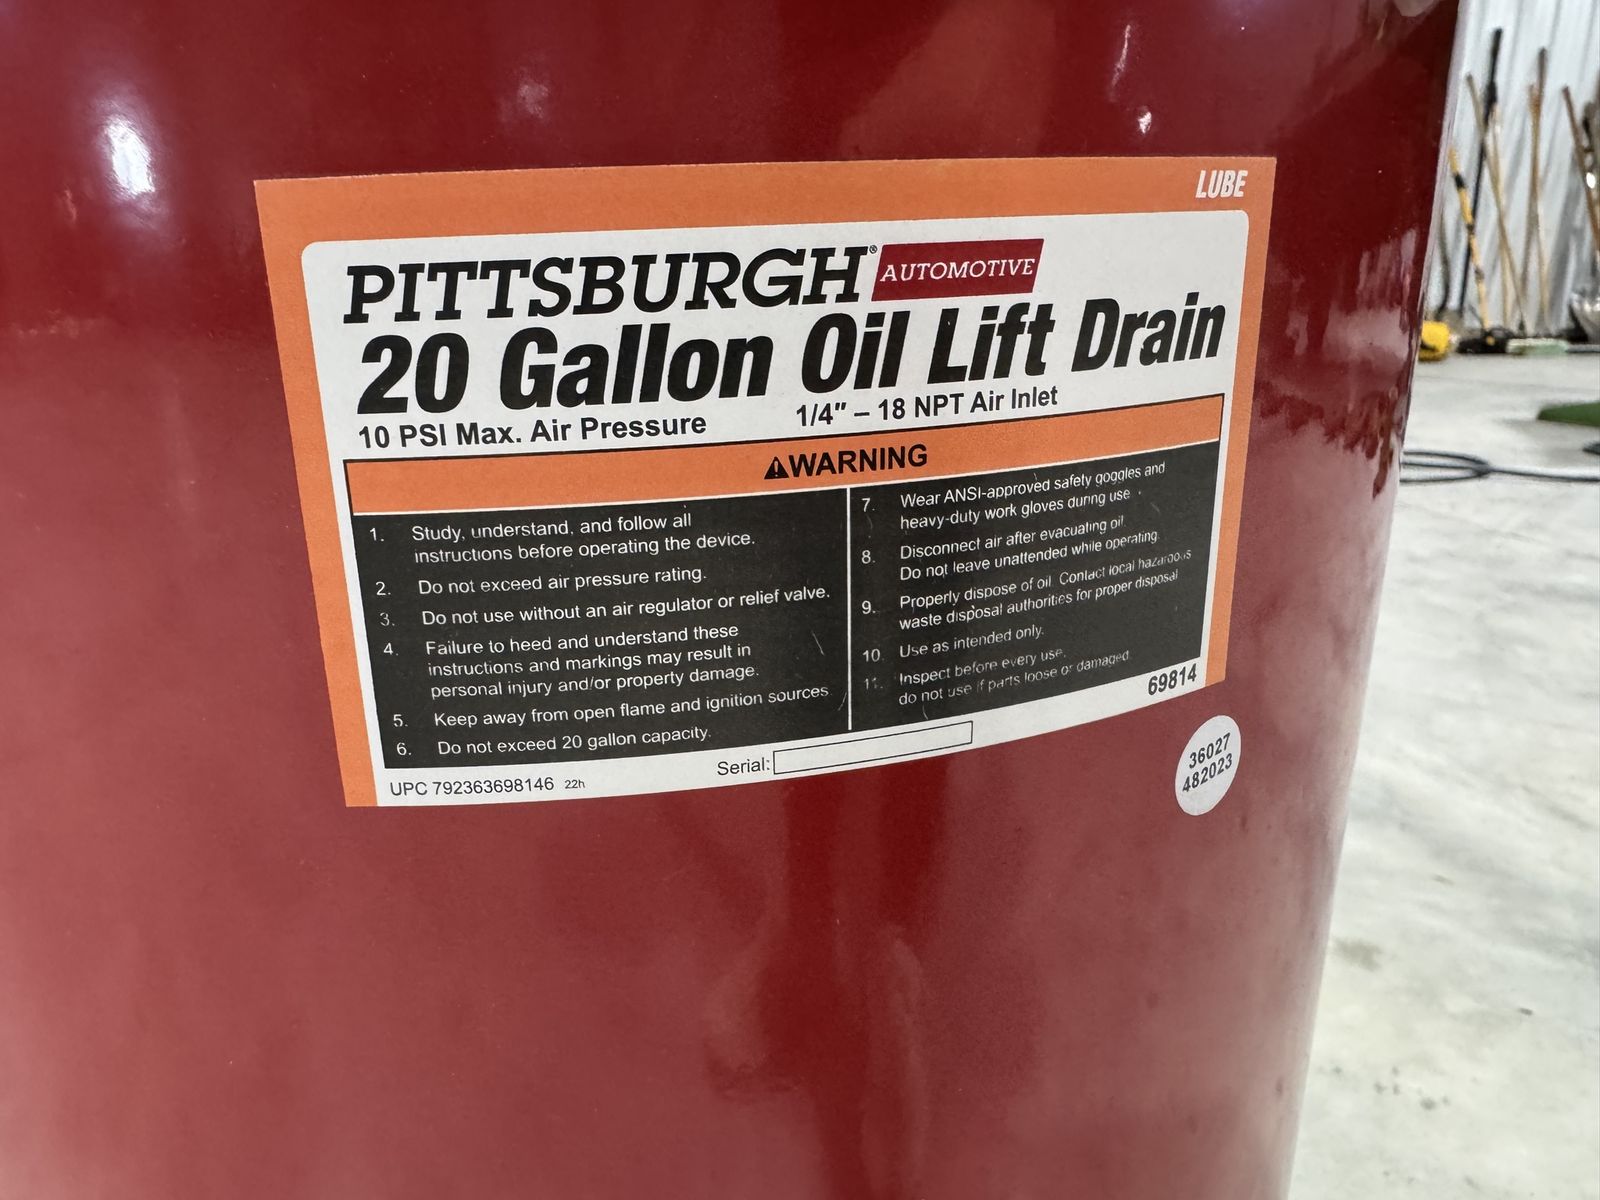 LUBE
PITTSBURGH® AUTOMOTIVE
20 Gallon Oil Lift Drain
10 PSI Max. Air Pressure 1/4" – 18 NPT Air Inlet
⚠WARNING
1. Study, understand, and follow all
instructions before operating the device.
2. Do not exceed air pressure rating.
3. Do not use without an air regulator or relief valve.
4. Failure to heed and understand these
instructions and markings may result in
personal injury and/or property damage.
5. Keep away from open flame and ignition sources
6. Do not exceed 20 gallon capacity.
7. Wear ANSI-approved safety goggles and
heavy-duty work gloves during use
8. Disconnect air after evacuating oil.
Do not leave unattended while operating.
9. Properly dispose of oil. Contact local hazardous
waste disposal authorities for proper disposal
10. Use as intended only.
11. Inspect before every use.
do not use if parts loose or damaged.
69814
UPC 792363698146 22h
Serial:
36027
482023